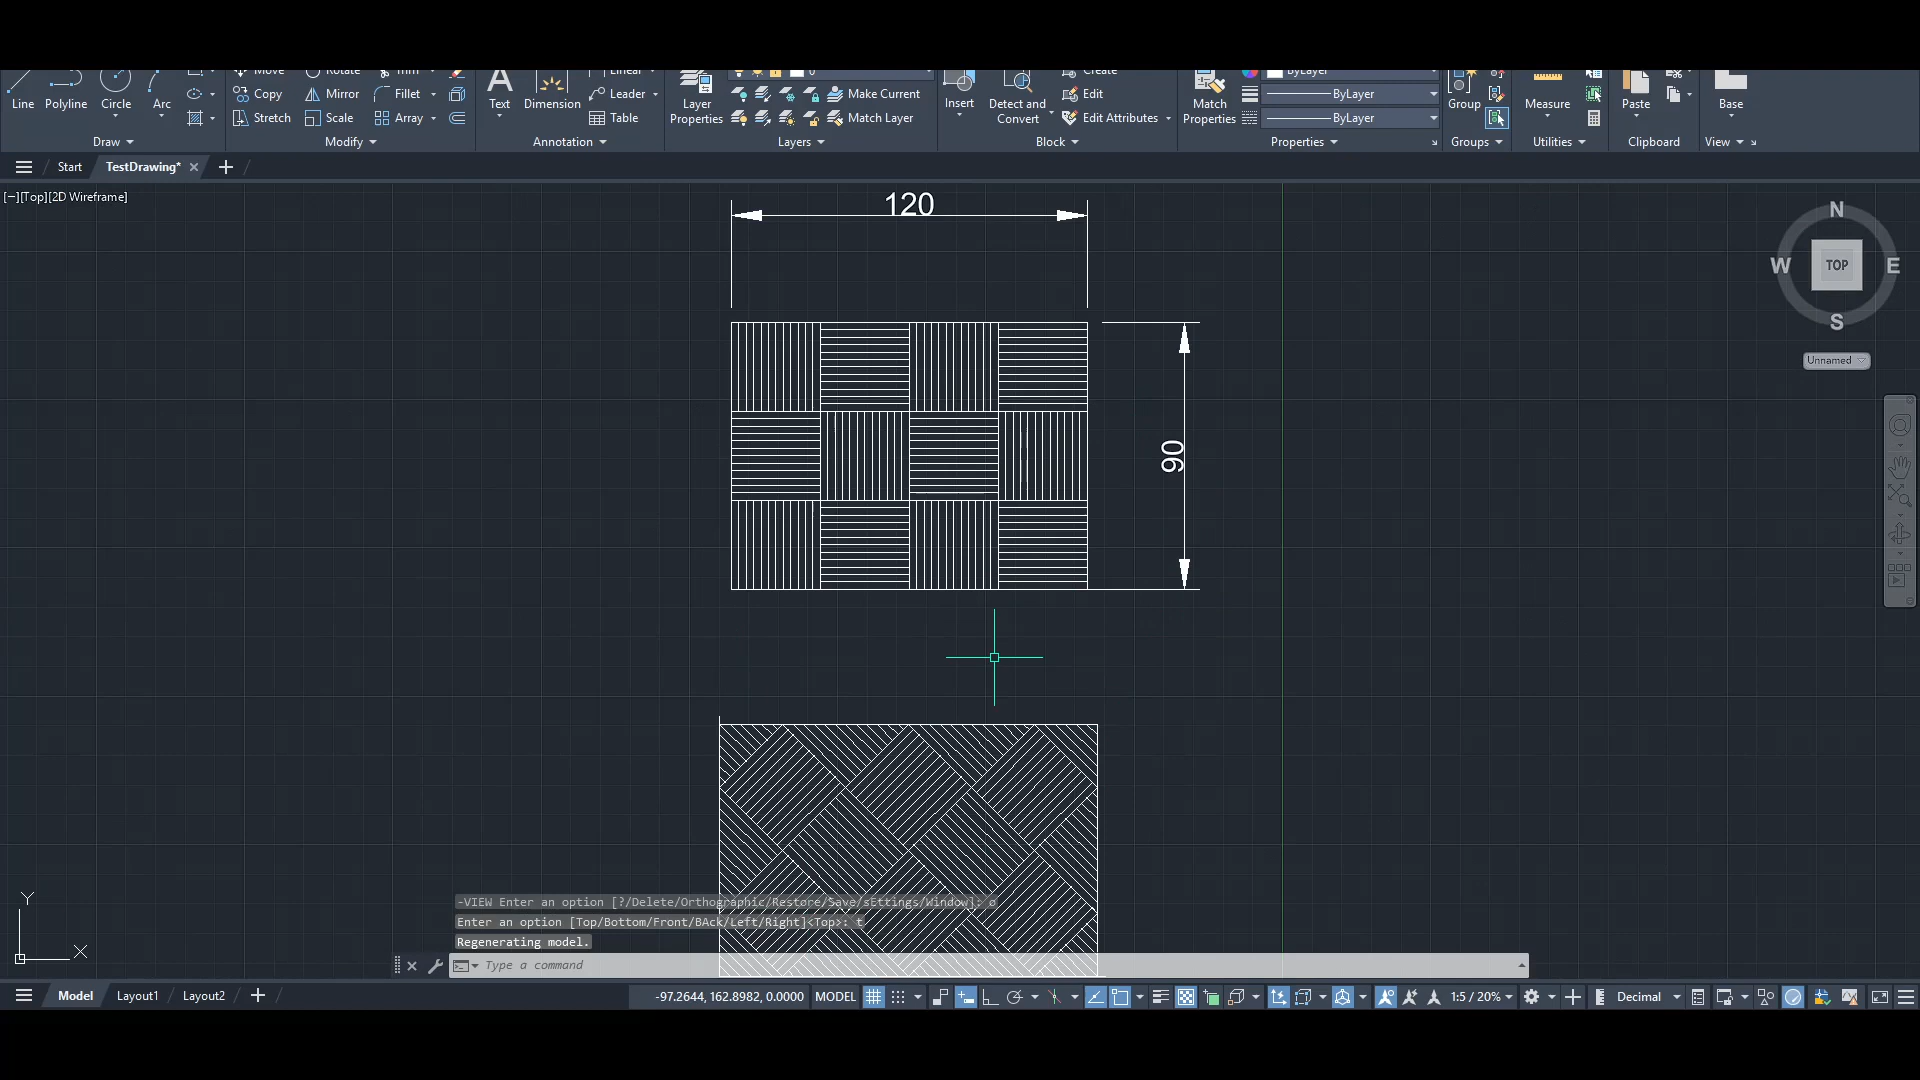 Move Rotate Trim Linear 0 Create ByLayer
Line Polyline Circle Arc Copy Mirror Fillet Text Dimension Leader Layer Properties Make Current Insert Detect and Convert Edit Match Properties ByLayer Group Measure Paste Base
Stretch Scale Array Table Match Layer Edit Attributes ByLayer
Draw Modify Annotation Layers Block Properties Groups Utilities Clipboard View
Start TestDrawing*
[−][Top][2D Wireframe]
120
N
W TOP E
S
Unnamed
90
-VIEW Enter an option [?/Delete/Orthographic/Restore/Save/sEttings/Window]: o
Enter an option [Top/Bottom/Front/BAck/Left/Right]<Top>: t
Regenerating model.
Y
X
Type a command
Model Layout1 Layout2
-97.2644, 162.8982, 0.0000 MODEL 1:5 / 20% Decimal